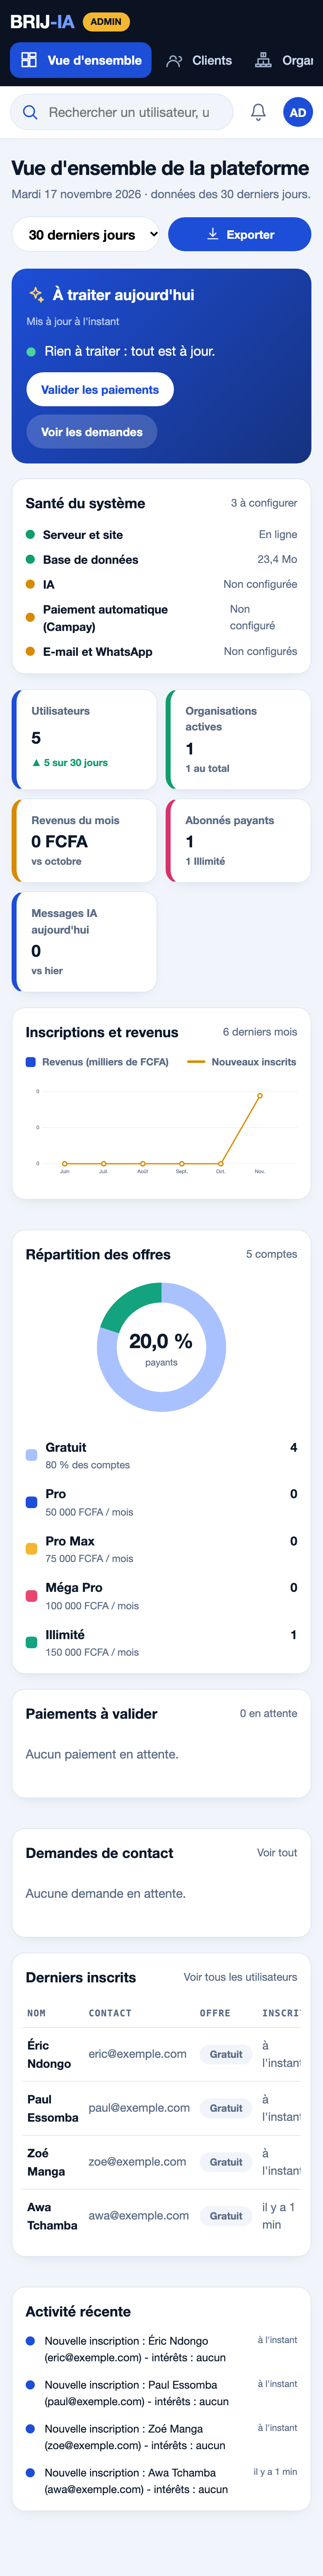 BRIJ-IA ADMIN
Vue d'ensemble Clients Organ
Rechercher un utilisateur, u AD
Vue d'ensemble de la plateforme
Mardi 17 novembre 2026 · données des 30 derniers jours.
30 derniers jours Exporter
À traiter aujourd'hui
Mis à jour à l'instant
Rien à traiter : tout est à jour.
Valider les paiements
Voir les demandes
Santé du système 3 à configurer
Serveur et site En ligne
Base de données 23,4 Mo
IA Non configurée
Paiement automatique (Campay) Non configuré
E-mail et WhatsApp Non configurés
Utilisateurs
5
▲ 5 sur 30 jours
Organisations
actives
1
1 au total
Revenus du mois
0 FCFA
vs octobre
Abonnés payants
1
1 Illimité
Messages IA
aujourd'hui
0
vs hier
Inscriptions et revenus 6 derniers mois
Revenus (milliers de FCFA) Nouveaux inscrits
0
0
0
Juin Juil. Août Sept. Oct. Nov.
Répartition des offres 5 comptes
20,0 %
payants
Gratuit 4
80 % des comptes
Pro 0
50 000 FCFA / mois
Pro Max 0
75 000 FCFA / mois
Méga Pro 0
100 000 FCFA / mois
Illimité 1
150 000 FCFA / mois
Paiements à valider 0 en attente
Aucun paiement en attente.
Demandes de contact Voir tout
Aucune demande en attente.
Derniers inscrits Voir tous les utilisateurs
NOM CONTACT OFFRE INSCRIT
Éric Ndongo eric@exemple.com Gratuit à l'instant
Paul Essomba paul@exemple.com Gratuit à l'instant
Zoé Manga zoe@exemple.com Gratuit à l'instant
Awa Tchamba awa@exemple.com Gratuit il y a 1 min
Activité récente
Nouvelle inscription : Éric Ndongo à l'instant
(eric@exemple.com) - intérêts : aucun
Nouvelle inscription : Paul Essomba à l'instant
(paul@exemple.com) - intérêts : aucun
Nouvelle inscription : Zoé Manga à l'instant
(zoe@exemple.com) - intérêts : aucun
Nouvelle inscription : Awa Tchamba il y a 1 min
(awa@exemple.com) - intérêts : aucun